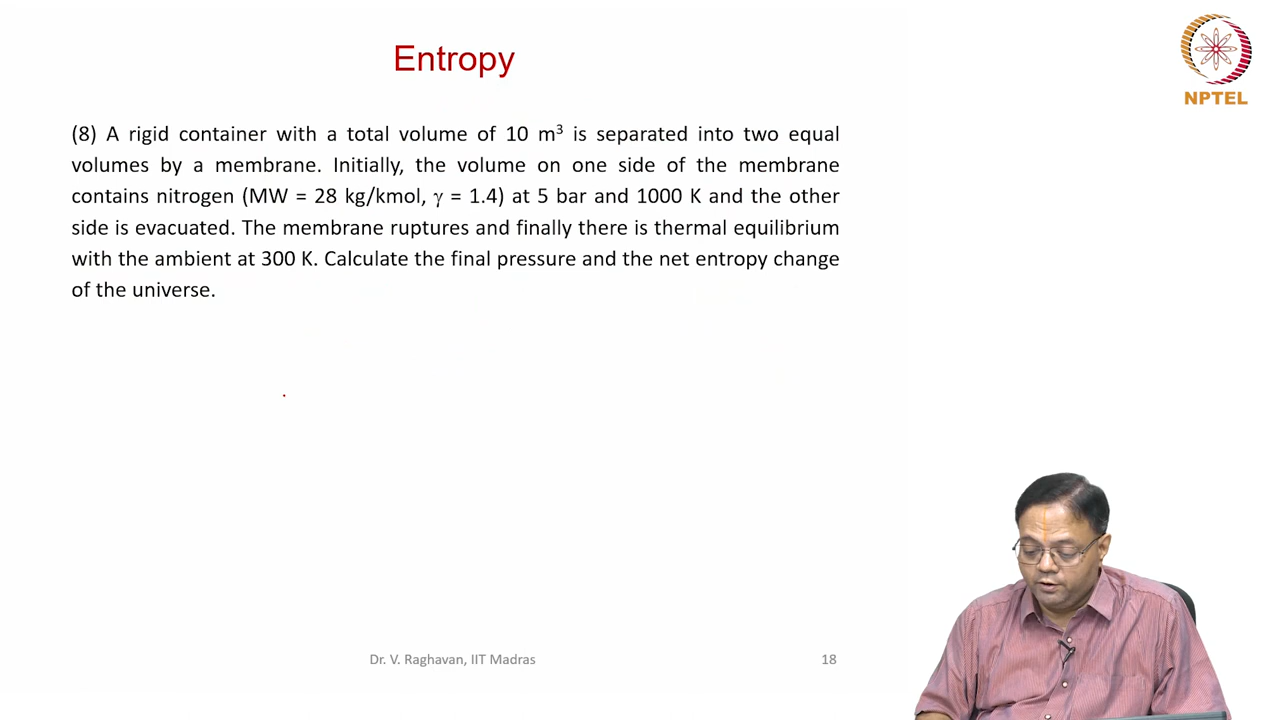 Entropy
NPTEL
(8) A rigid container with a total volume of 10 m³ is separated into two equal
volumes by a membrane. Initially, the volume on one side of the membrane
contains nitrogen (MW = 28 kg/kmol, γ = 1.4) at 5 bar and 1000 K and the other
side is evacuated. The membrane ruptures and finally there is thermal equilibrium
with the ambient at 300 K. Calculate the final pressure and the net entropy change
of the universe.
Dr. V. Raghavan, IIT Madras
18